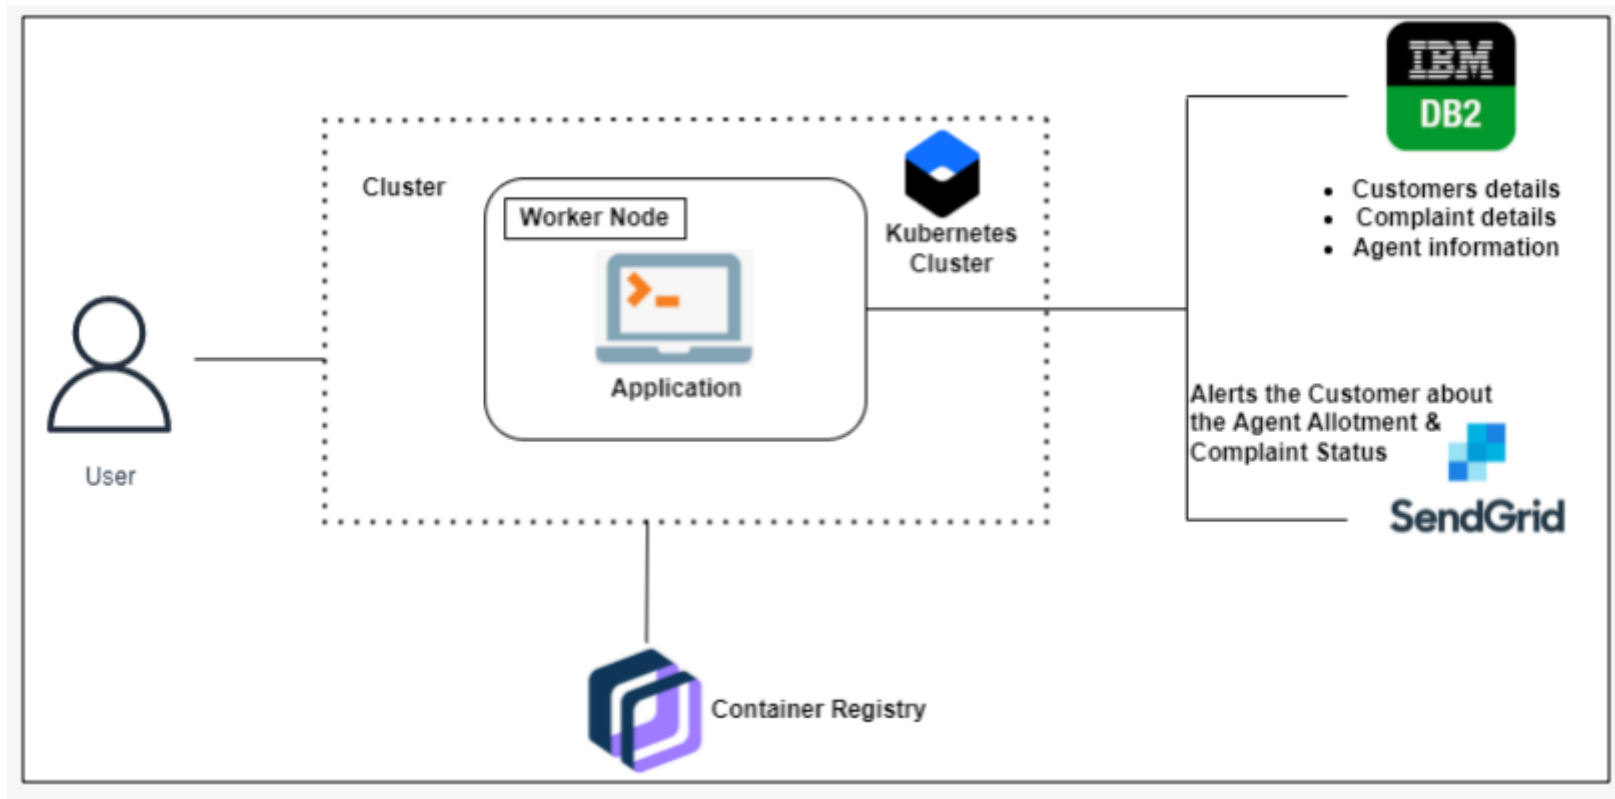 IBM
DB2
Cluster
Worker Node
Kubernetes
Cluster
• Customers details
• Complaint details
• Agent information
Application
Alerts the Customer about
the Agent Allotment &
Complaint Status
User
SendGrid
Container Registry